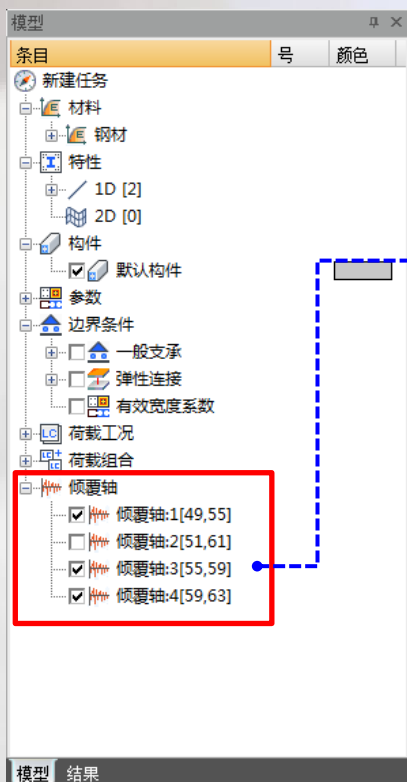 模型
条目 号 颜色
新建任务
材料
钢材
特性
1D [2]
2D [0]
构件
默认构件
参数
边界条件
一般支承
弹性连接
有效宽度系数
荷载工况
荷载组合
倾覆轴
倾覆轴:1[49,55]
倾覆轴:2[51,61]
倾覆轴:3[55,59]
倾覆轴:4[59,63]
模型 结果